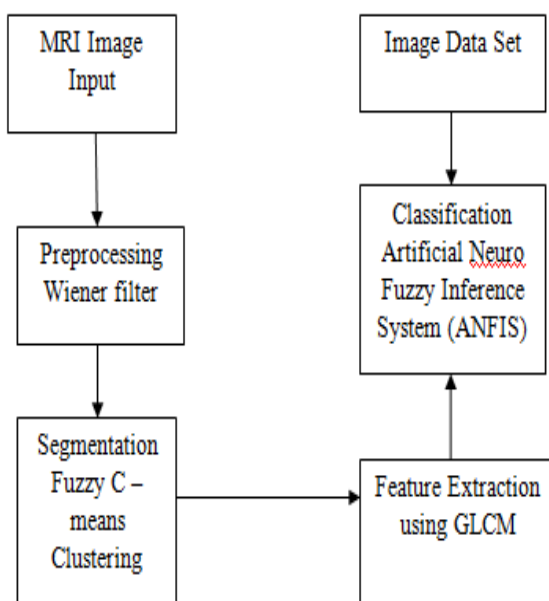 MRI Image
Input
Preprocessing
Wiener filter
Segmentation
Fuzzy C –
means
Clustering
Feature Extraction
using GLCM
Image Data Set
Classification
Artificial Neuro
Fuzzy Inference
System (ANFIS)